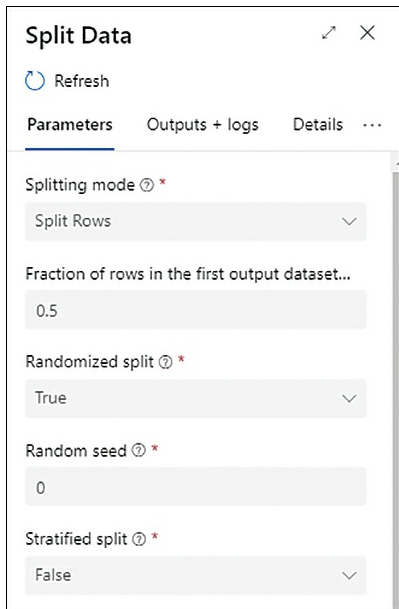 Split Data
Refresh
Parameters Outputs + logs Details ...
Splitting mode ? *
Split Rows
Fraction of rows in the first output dataset...
0.5
Randomized split ? *
True
Random seed ? *
0
Stratified split ? *
False